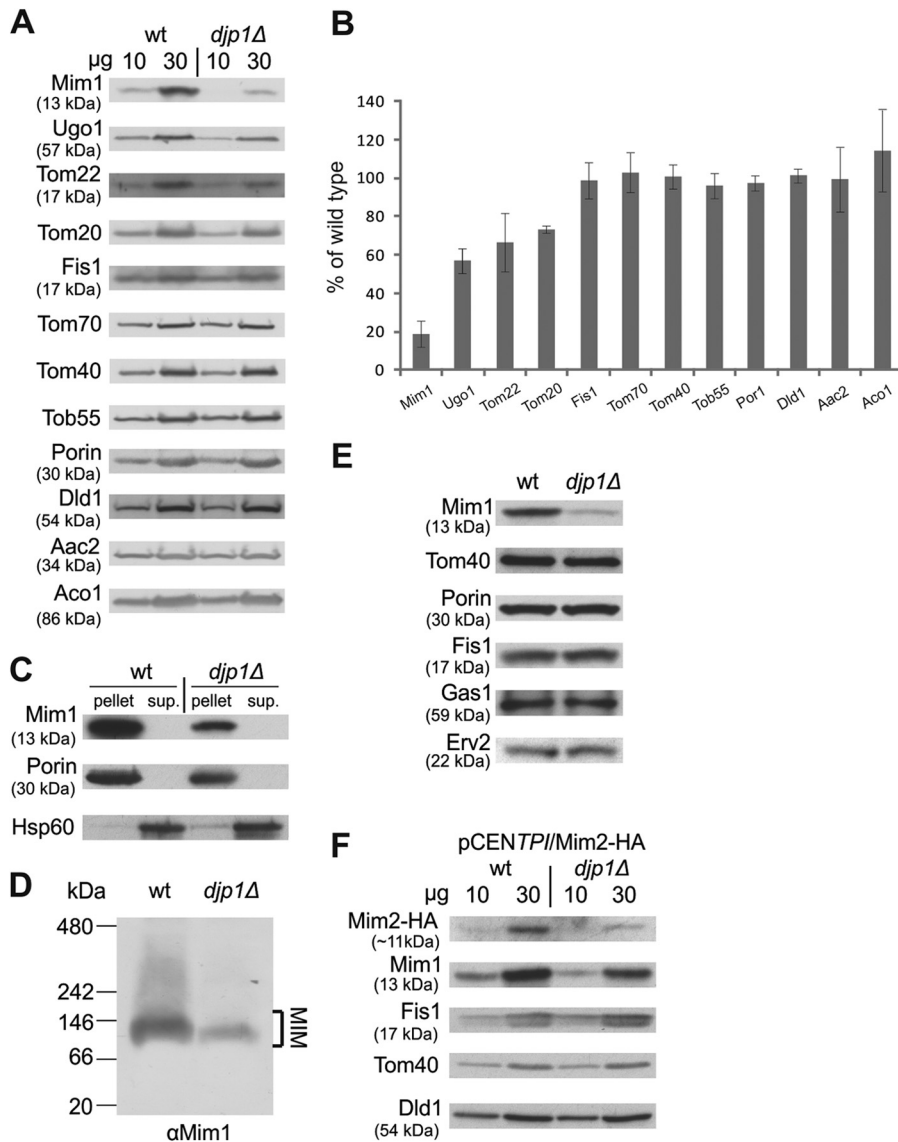 A
wt djp1Δ
µg 10 30 10 30
Mim1
(13 kDa)
Ugo1
(57 kDa)
Tom22
(17 kDa)
Tom20
Fis1
(17 kDa)
Tom70
Tom40
Tob55
Porin
(30 kDa)
Dld1
(54 kDa)
Aac2
(34 kDa)
Aco1
(86 kDa)
B
% of wild type
140
120
100
80
60
40
20
0
Mim1 Ugo1 Tom22 Tom20 Fis1 Tom70 Tom40 Tob55 Por1 Dld1 Aac2 Aco1
C
wt djp1Δ
pellet sup. pellet sup.
Mim1
(13 kDa)
Porin
(30 kDa)
Hsp60
D
kDa wt djp1Δ
480
242
146
66
20
MIM
αMim1
E
wt djp1Δ
Mim1
(13 kDa)
Tom40
Porin
(30 kDa)
Fis1
(17 kDa)
Gas1
(59 kDa)
Erv2
(22 kDa)
F
pCENTPI/Mim2-HA
wt djp1Δ
µg 10 30 10 30
Mim2-HA
(~11kDa)
Mim1
(13 kDa)
Fis1
(17 kDa)
Tom40
Dld1
(54 kDa)